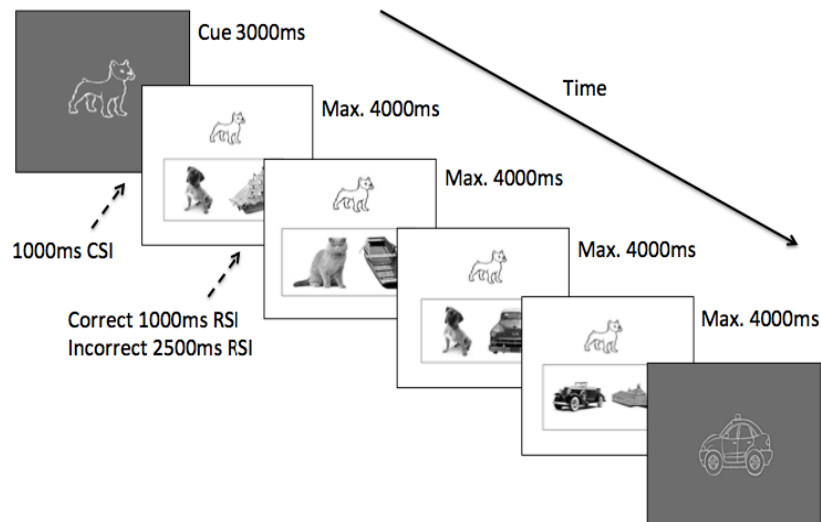 Cue 3000ms
Time
Max. 4000ms
Max. 4000ms
1000ms CSI
Max. 4000ms
Correct 1000ms RSI
Incorrect 2500ms RSI
Max. 4000ms